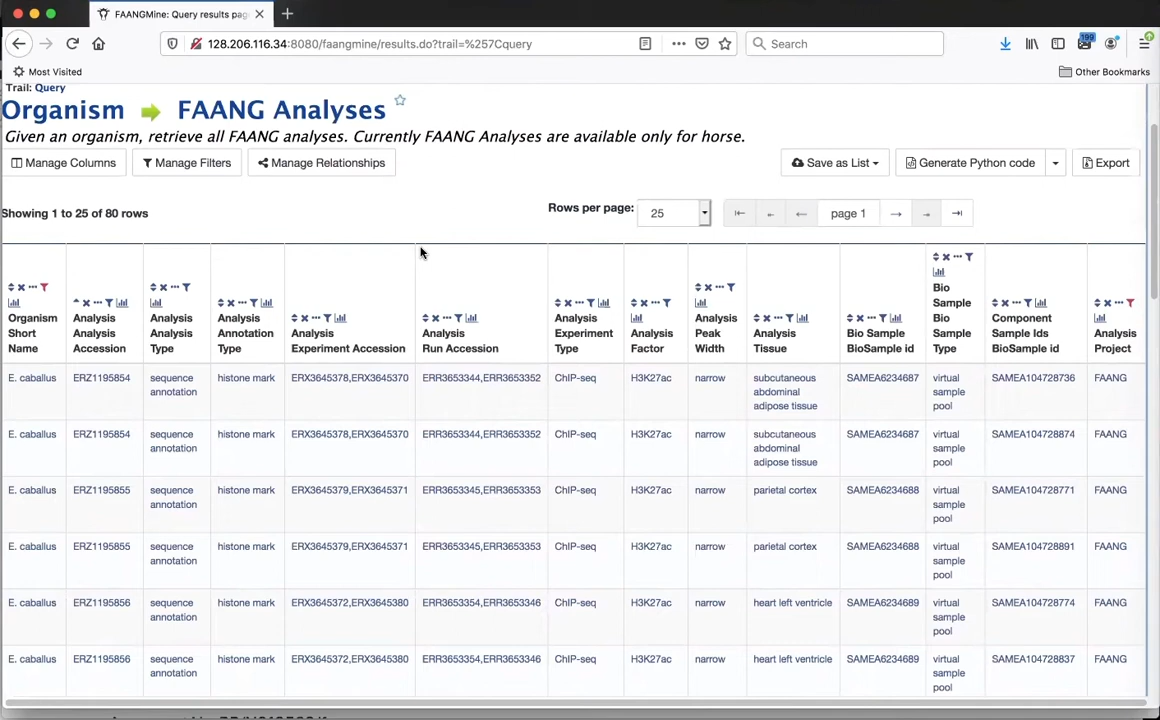 FAANGMine: Query results pag
128.206.116.34:8080/faangmine/results.do?trail=%257Cquery
Search
199
Most Visited
Other Bookmarks
Trail: Query
Organism FAANG Analyses
Given an organism, retrieve all FAANG analyses. Currently FAANG Analyses are available only for horse.
Manage Columns Manage Filters Manage Relationships Save as List Generate Python code Export
Showing 1 to 25 of 80 rows Rows per page: 25 page 1
Organism Short Name
Analysis Analysis Accession
Analysis Analysis Type
Analysis Annotation Type
Analysis Experiment Accession
Analysis Run Accession
Analysis Experiment Type
Analysis Factor
Analysis Peak Width
Analysis Tissue
Bio Sample BioSample id
Bio Sample Bio Sample Type
Component Sample Ids BioSample id
Analysis Project
E. caballus ERZ1195854 sequence annotation histone mark ERX3645378,ERX3645370 ERR3653344,ERR3653352 ChIP-seq H3K27ac narrow subcutaneous abdominal adipose tissue SAMEA6234687 virtual sample pool SAMEA104728736 FAANG
E. caballus ERZ1195854 sequence annotation histone mark ERX3645378,ERX3645370 ERR3653344,ERR3653352 ChIP-seq H3K27ac narrow subcutaneous abdominal adipose tissue SAMEA6234687 virtual sample pool SAMEA104728874 FAANG
E. caballus ERZ1195855 sequence annotation histone mark ERX3645379,ERX3645371 ERR3653345,ERR3653353 ChIP-seq H3K27ac narrow parietal cortex SAMEA6234688 virtual sample pool SAMEA104728771 FAANG
E. caballus ERZ1195855 sequence annotation histone mark ERX3645379,ERX3645371 ERR3653345,ERR3653353 ChIP-seq H3K27ac narrow parietal cortex SAMEA6234688 virtual sample pool SAMEA104728891 FAANG
E. caballus ERZ1195856 sequence annotation histone mark ERX3645372,ERX3645380 ERR3653354,ERR3653346 ChIP-seq H3K27ac narrow heart left ventricle SAMEA6234689 virtual sample pool SAMEA104728774 FAANG
E. caballus ERZ1195856 sequence annotation histone mark ERX3645372,ERX3645380 ERR3653354,ERR3653346 ChIP-seq H3K27ac narrow heart left ventricle SAMEA6234689 virtual sample pool SAMEA104728837 FAANG